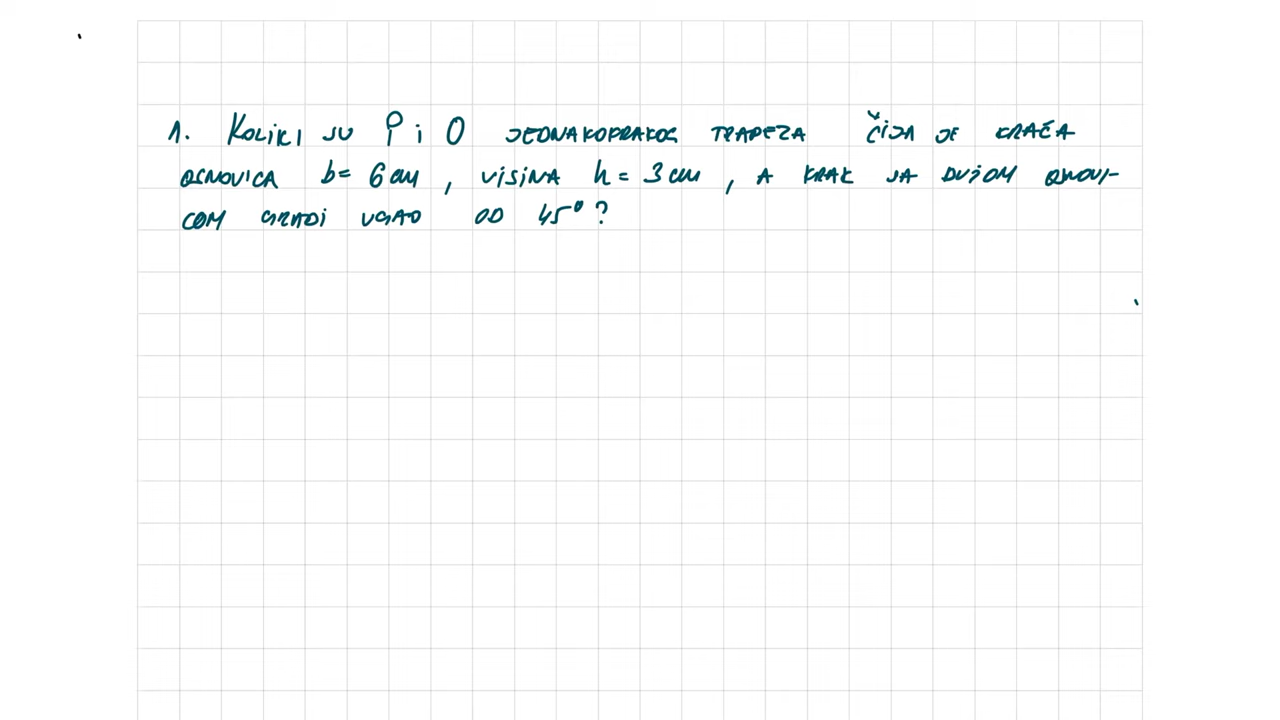 1. KOLIKI SU P i O JEDNAKOKRAKOG TRAPEZA ČIJA JE KRAĆA
OSNOVICA b= 6 cm, VISINA h = 3 cm, A KRAK SA DUŽOM OSNOVI-
COM GRADI UGAO OD 45°?